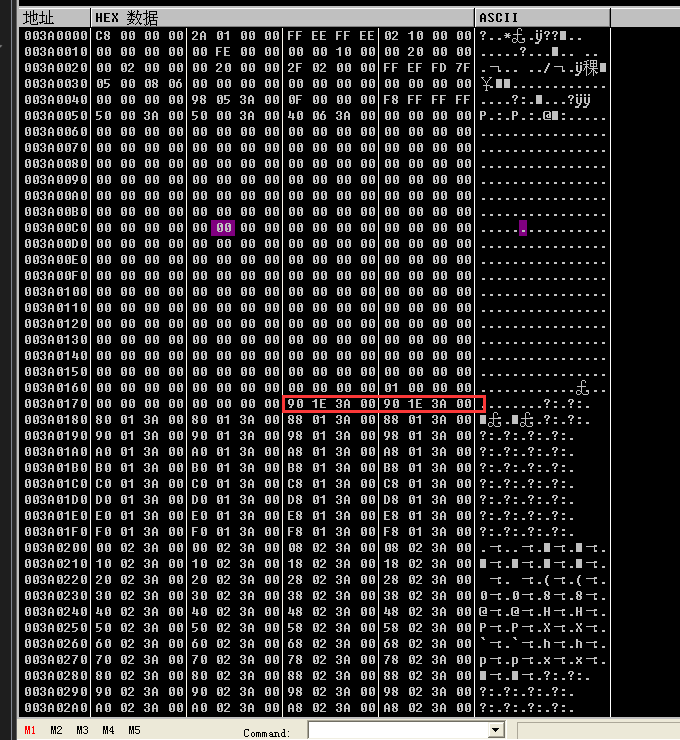 地址 HEX 数据 ASCII
003A0000 C8 00 00 00 2A 01 00 00 FF EE FF EE 02 10 00 00
003A0010 00 00 00 00 00 FE 00 00 00 00 10 00 00 20 00 00
003A0020 00 02 00 00 00 20 00 00 2F 02 00 00 FF EF FD 7F
003A0030 05 00 08 06 00 00 00 00 00 00 00 00 00 00 00 00
003A0040 00 00 00 00 98 05 3A 00 0F 00 00 00 F8 FF FF FF
003A0050 50 00 3A 00 50 00 3A 00 40 06 3A 00 00 00 00 00
003A0060 00 00 00 00 00 00 00 00 00 00 00 00 00 00 00 00
003A0070 00 00 00 00 00 00 00 00 00 00 00 00 00 00 00 00
003A0080 00 00 00 00 00 00 00 00 00 00 00 00 00 00 00 00
003A0090 00 00 00 00 00 00 00 00 00 00 00 00 00 00 00 00
003A00A0 00 00 00 00 00 00 00 00 00 00 00 00 00 00 00 00
003A00B0 00 00 00 00 00 00 00 00 00 00 00 00 00 00 00 00
003A00C0 00 00 00 00 00 00 00 00 00 00 00 00 00 00 00 00
003A00D0 00 00 00 00 00 00 00 00 00 00 00 00 00 00 00 00
003A00E0 00 00 00 00 00 00 00 00 00 00 00 00 00 00 00 00
003A00F0 00 00 00 00 00 00 00 00 00 00 00 00 00 00 00 00
003A0100 00 00 00 00 00 00 00 00 00 00 00 00 00 00 00 00
003A0110 00 00 00 00 00 00 00 00 00 00 00 00 00 00 00 00
003A0120 00 00 00 00 00 00 00 00 00 00 00 00 00 00 00 00
003A0130 00 00 00 00 00 00 00 00 00 00 00 00 00 00 00 00
003A0140 00 00 00 00 00 00 00 00 00 00 00 00 00 00 00 00
003A0150 00 00 00 00 00 00 00 00 00 00 00 00 00 00 00 00
003A0160 00 00 00 00 00 00 00 00 00 00 00 00 01 00 00 00
003A0170 00 00 00 00 00 00 00 00 90 1E 3A 00 90 1E 3A 00 ........?:.?:.
003A0180 80 01 3A 00 80 01 3A 00 88 01 3A 00 88 01 3A 00
003A0190 90 01 3A 00 90 01 3A 00 98 01 3A 00 98 01 3A 00 ?:.?:.?:.?:.
003A01A0 A0 01 3A 00 A0 01 3A 00 A8 01 3A 00 A8 01 3A 00 ?:.?:.?:.?:.
003A01B0 B0 01 3A 00 B0 01 3A 00 B8 01 3A 00 B8 01 3A 00 ?:.?:.?:.?:.
003A01C0 C0 01 3A 00 C0 01 3A 00 C8 01 3A 00 C8 01 3A 00 ?:.?:.?:.?:.
003A01D0 D0 01 3A 00 D0 01 3A 00 D8 01 3A 00 D8 01 3A 00 ?:.?:.?:.?:.
003A01E0 E0 01 3A 00 E0 01 3A 00 E8 01 3A 00 E8 01 3A 00 ?:.?:.?:.?:.
003A01F0 F0 01 3A 00 F0 01 3A 00 F8 01 3A 00 F8 01 3A 00 ?:.?:.?:.?:.
003A0200 00 02 3A 00 00 02 3A 00 08 02 3A 00 08 02 3A 00
003A0210 10 02 3A 00 10 02 3A 00 18 02 3A 00 18 02 3A 00
003A0220 20 02 3A 00 20 02 3A 00 28 02 3A 00 28 02 3A 00
003A0230 30 02 3A 00 30 02 3A 00 38 02 3A 00 38 02 3A 00
003A0240 40 02 3A 00 40 02 3A 00 48 02 3A 00 48 02 3A 00
003A0250 50 02 3A 00 50 02 3A 00 58 02 3A 00 58 02 3A 00
003A0260 60 02 3A 00 60 02 3A 00 68 02 3A 00 68 02 3A 00
003A0270 70 02 3A 00 70 02 3A 00 78 02 3A 00 78 02 3A 00
003A0280 80 02 3A 00 80 02 3A 00 88 02 3A 00 88 02 3A 00
003A0290 90 02 3A 00 90 02 3A 00 98 02 3A 00 98 02 3A 00 ?:.?:.?:.?:.
003A02A0 A0 02 3A 00 A0 02 3A 00 A8 02 3A 00 A8 02 3A 00 ?:.?:.?:.?:.
M1 M2 M3 M4 M5 Command: